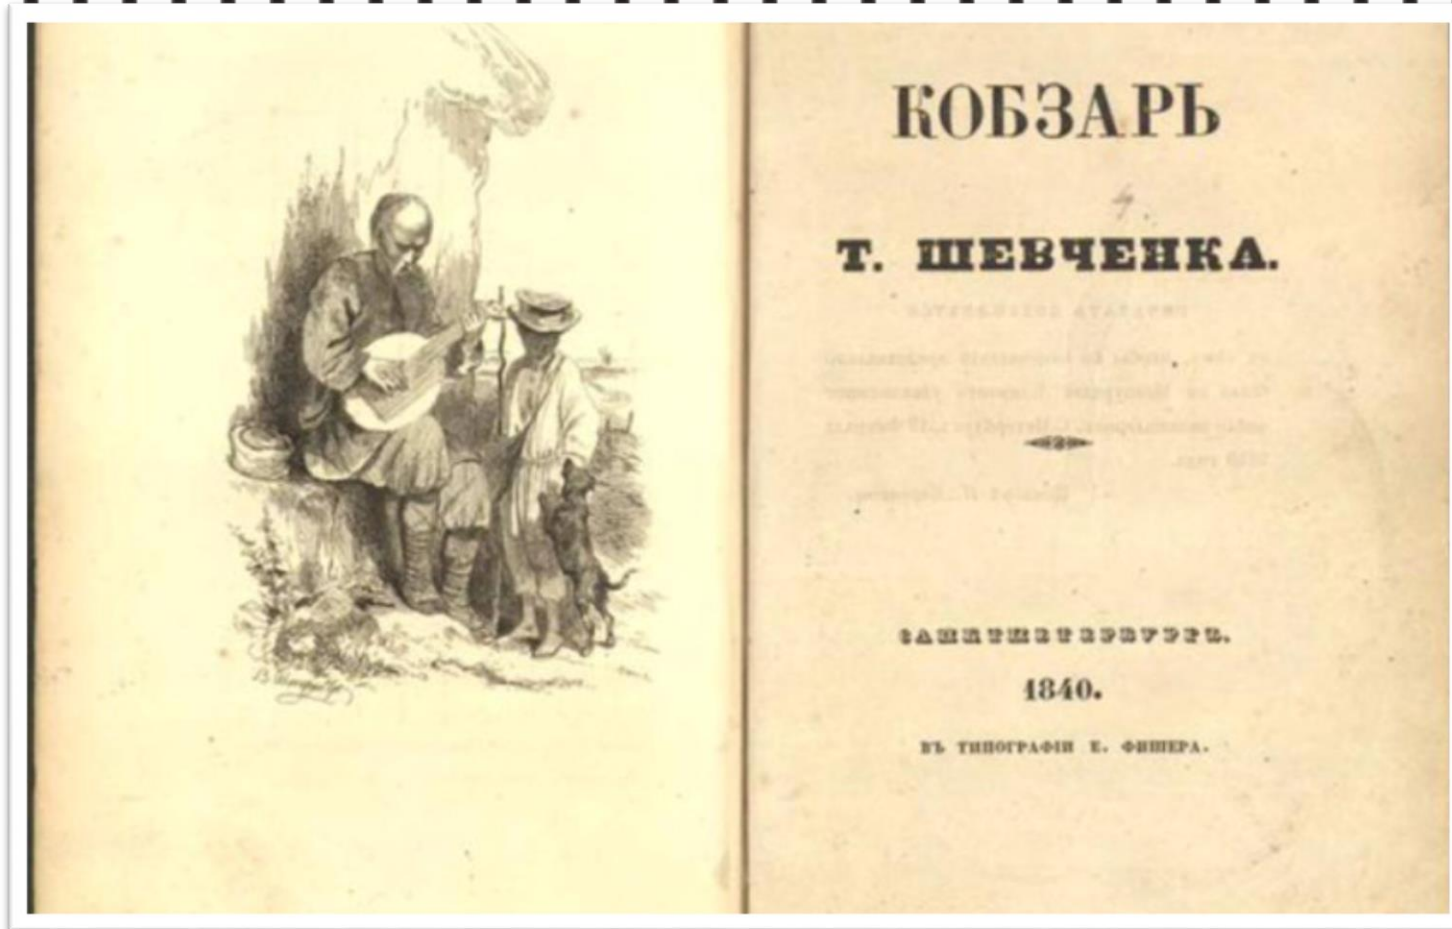 КОБЗАРЬ
Т. ШЕВЧЕНКА.
САНКТПЕТЕРБУРГЪ.
1840.
ВЪ ТИПОГРАФІИ Е. ФИШЕРА.